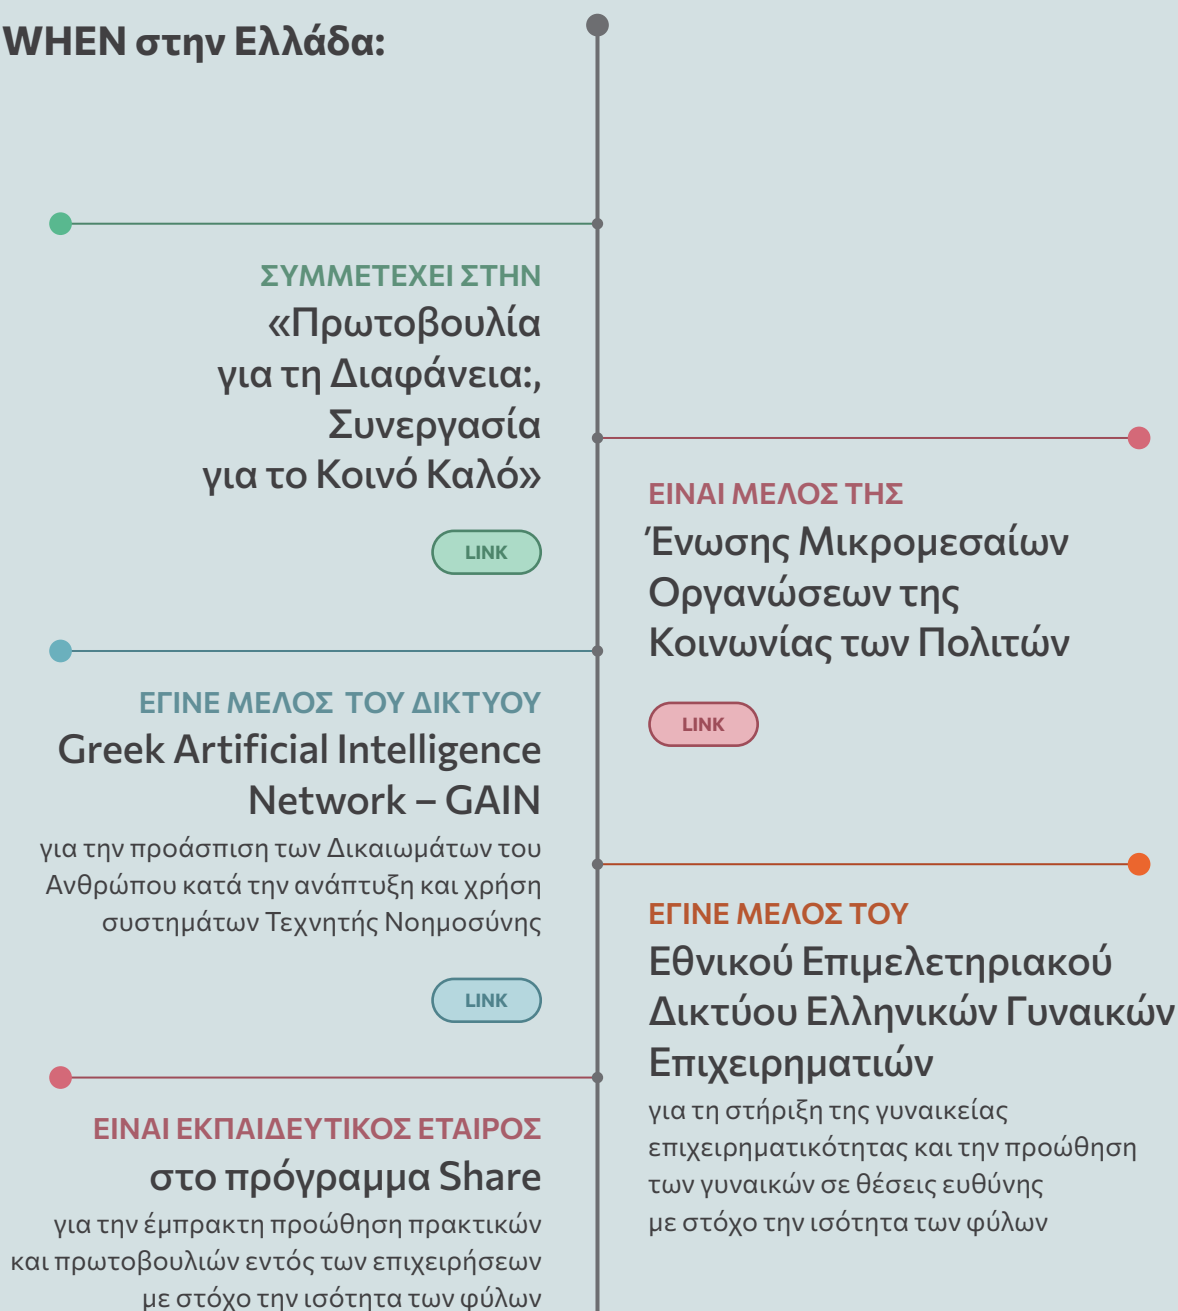 WHEN στην Ελλάδα:
ΣΥΜΜΕΤΕΧΕΙ ΣΤΗΝ
«Πρωτοβουλία
για τη Διαφάνεια:,
Συνεργασία
για το Κοινό Καλό»
LINK
ΕΙΝΑΙ ΜΕΛΟΣ ΤΗΣ
Ένωσης Μικρομεσαίων
Οργανώσεων της
Κοινωνίας των Πολιτών
LINK
ΕΓΙΝΕ ΜΕΛΟΣ ΤΟΥ ΔΙΚΤΥΟΥ
Greek Artificial Intelligence
Network – GAIN
για την προάσπιση των Δικαιωμάτων του
Ανθρώπου κατά την ανάπτυξη και χρήση
συστημάτων Τεχνητής Νοημοσύνης
LINK
ΕΓΙΝΕ ΜΕΛΟΣ ΤΟΥ
Εθνικού Επιμελετηριακού
Δικτύου Ελληνικών Γυναικών
Επιχειρηματιών
για τη στήριξη της γυναικείας
επιχειρηματικότητας και την προώθηση
των γυναικών σε θέσεις ευθύνης
με στόχο την ισότητα των φύλων
ΕΙΝΑΙ ΕΚΠΑΙΔΕΥΤΙΚΟΣ ΕΤΑΙΡΟΣ
στο πρόγραμμα Share
για την έμπρακτη προώθηση πρακτικών
και πρωτοβουλιών εντός των επιχειρήσεων
με στόχο την ισότητα των φύλων